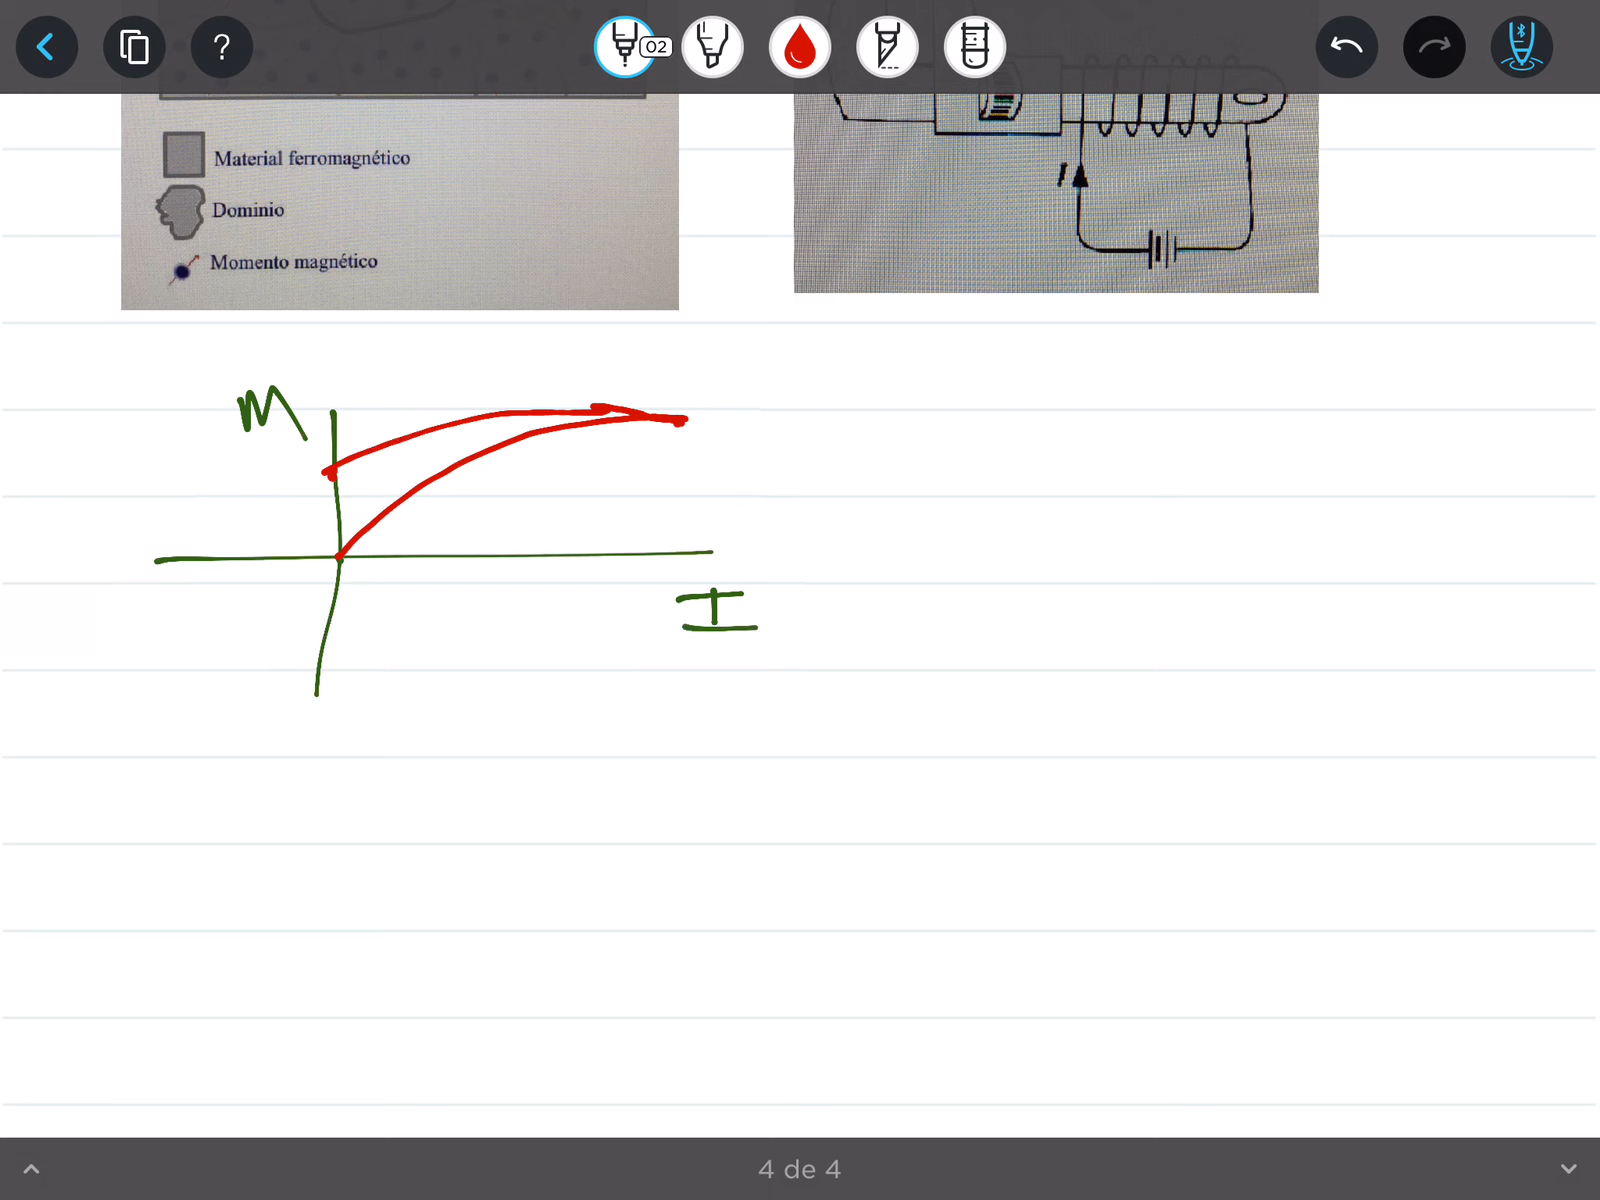 ?
02
Material ferromagnético
Dominio
Momento magnético
I
M
I
4 de 4